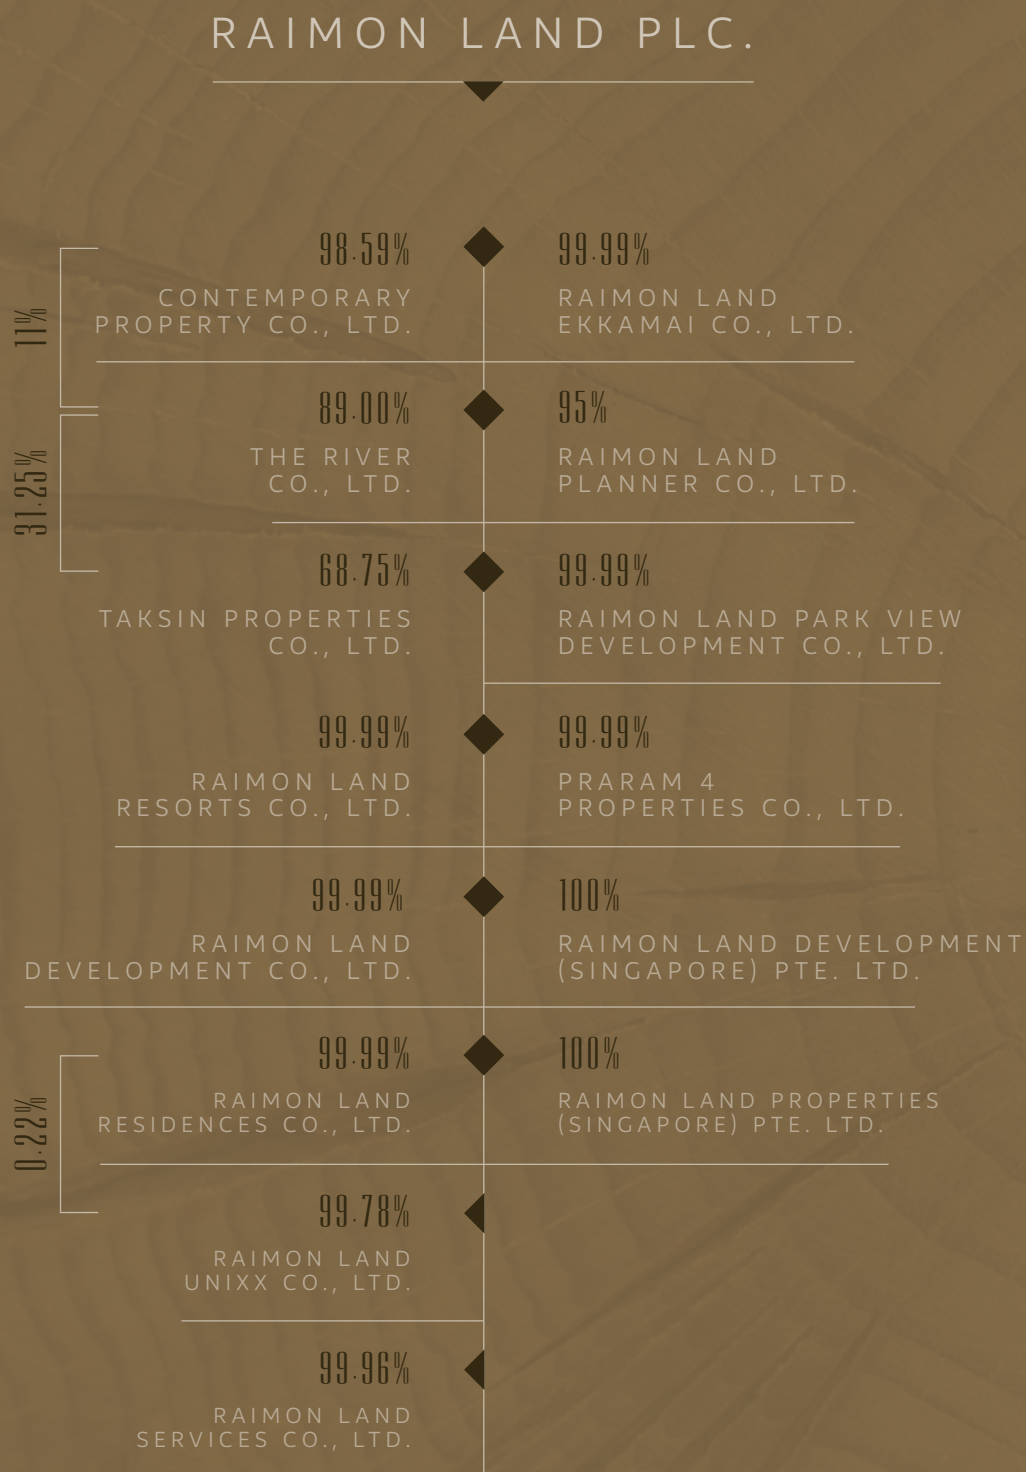 RAIMON LAND PLC.
98.59%
CONTEMPORARY
PROPERTY CO., LTD.
99.99%
RAIMON LAND
EKKAMAI CO., LTD.
11%
89.00%
THE RIVER
CO., LTD.
95%
RAIMON LAND
PLANNER CO., LTD.
31.25%
68.75%
TAKSIN PROPERTIES
CO., LTD.
99.99%
RAIMON LAND PARK VIEW
DEVELOPMENT CO., LTD.
99.99%
RAIMON LAND
RESORTS CO., LTD.
99.99%
PRARAM 4
PROPERTIES CO., LTD.
99.99%
RAIMON LAND
DEVELOPMENT CO., LTD.
100%
RAIMON LAND DEVELOPMENT
(SINGAPORE) PTE. LTD.
99.99%
RAIMON LAND
RESIDENCES CO., LTD.
100%
RAIMON LAND PROPERTIES
(SINGAPORE) PTE. LTD.
0.22%
99.78%
RAIMON LAND
UNIXX CO., LTD.
99.96%
RAIMON LAND
SERVICES CO., LTD.